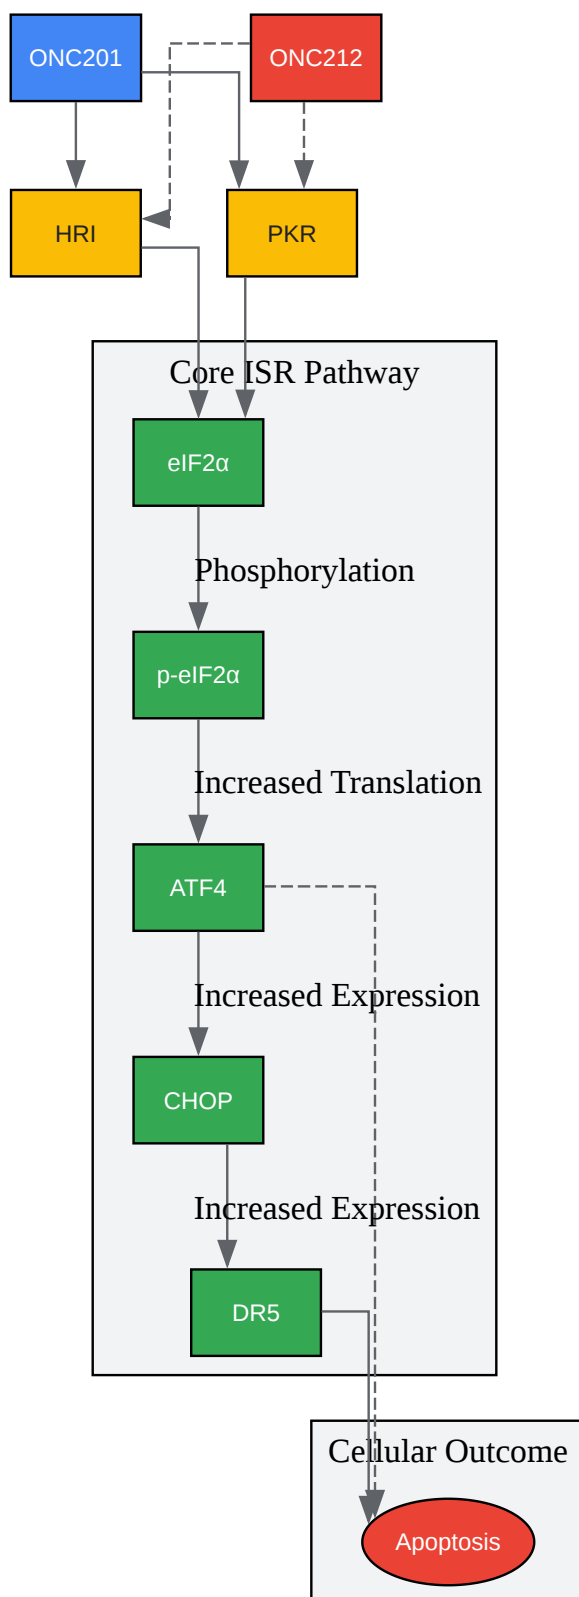 ONC201
ONC212
HRI
PKR
Core ISR Pathway
eIF2α
Phosphorylation
p-eIF2α
Increased Translation
ATF4
Increased Expression
CHOP
Increased Expression
DR5
Cellular Outcome
Apoptosis